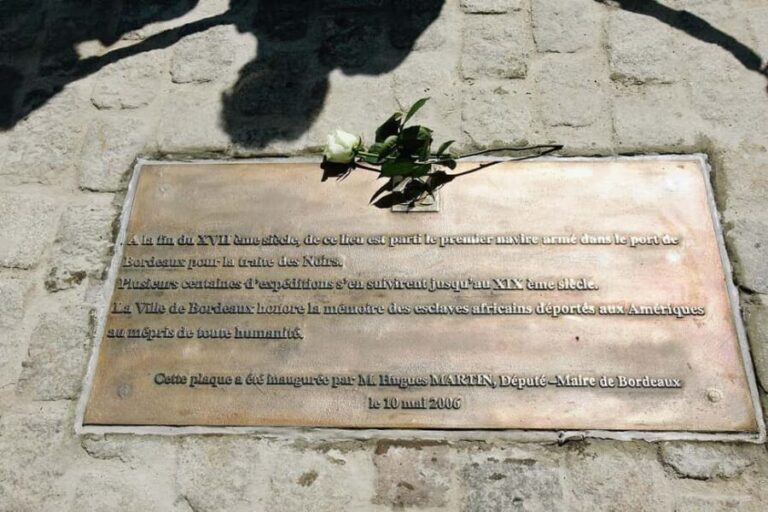 A la fin du XVII ème siècle, de ce lieu est parti le premier navire armé dans le port de
Bordeaux pour la traite des Noirs.
Plusieurs centaines d'expéditions s'en suivirent jusqu'au XIX ème siècle.
La Ville de Bordeaux honore la mémoire des esclaves africains déportés aux Amériques
au mépris de toute humanité.
Cette plaque a été inaugurée par M. Hugues MARTIN, Député-Maire de Bordeaux
le 10 mai 2006